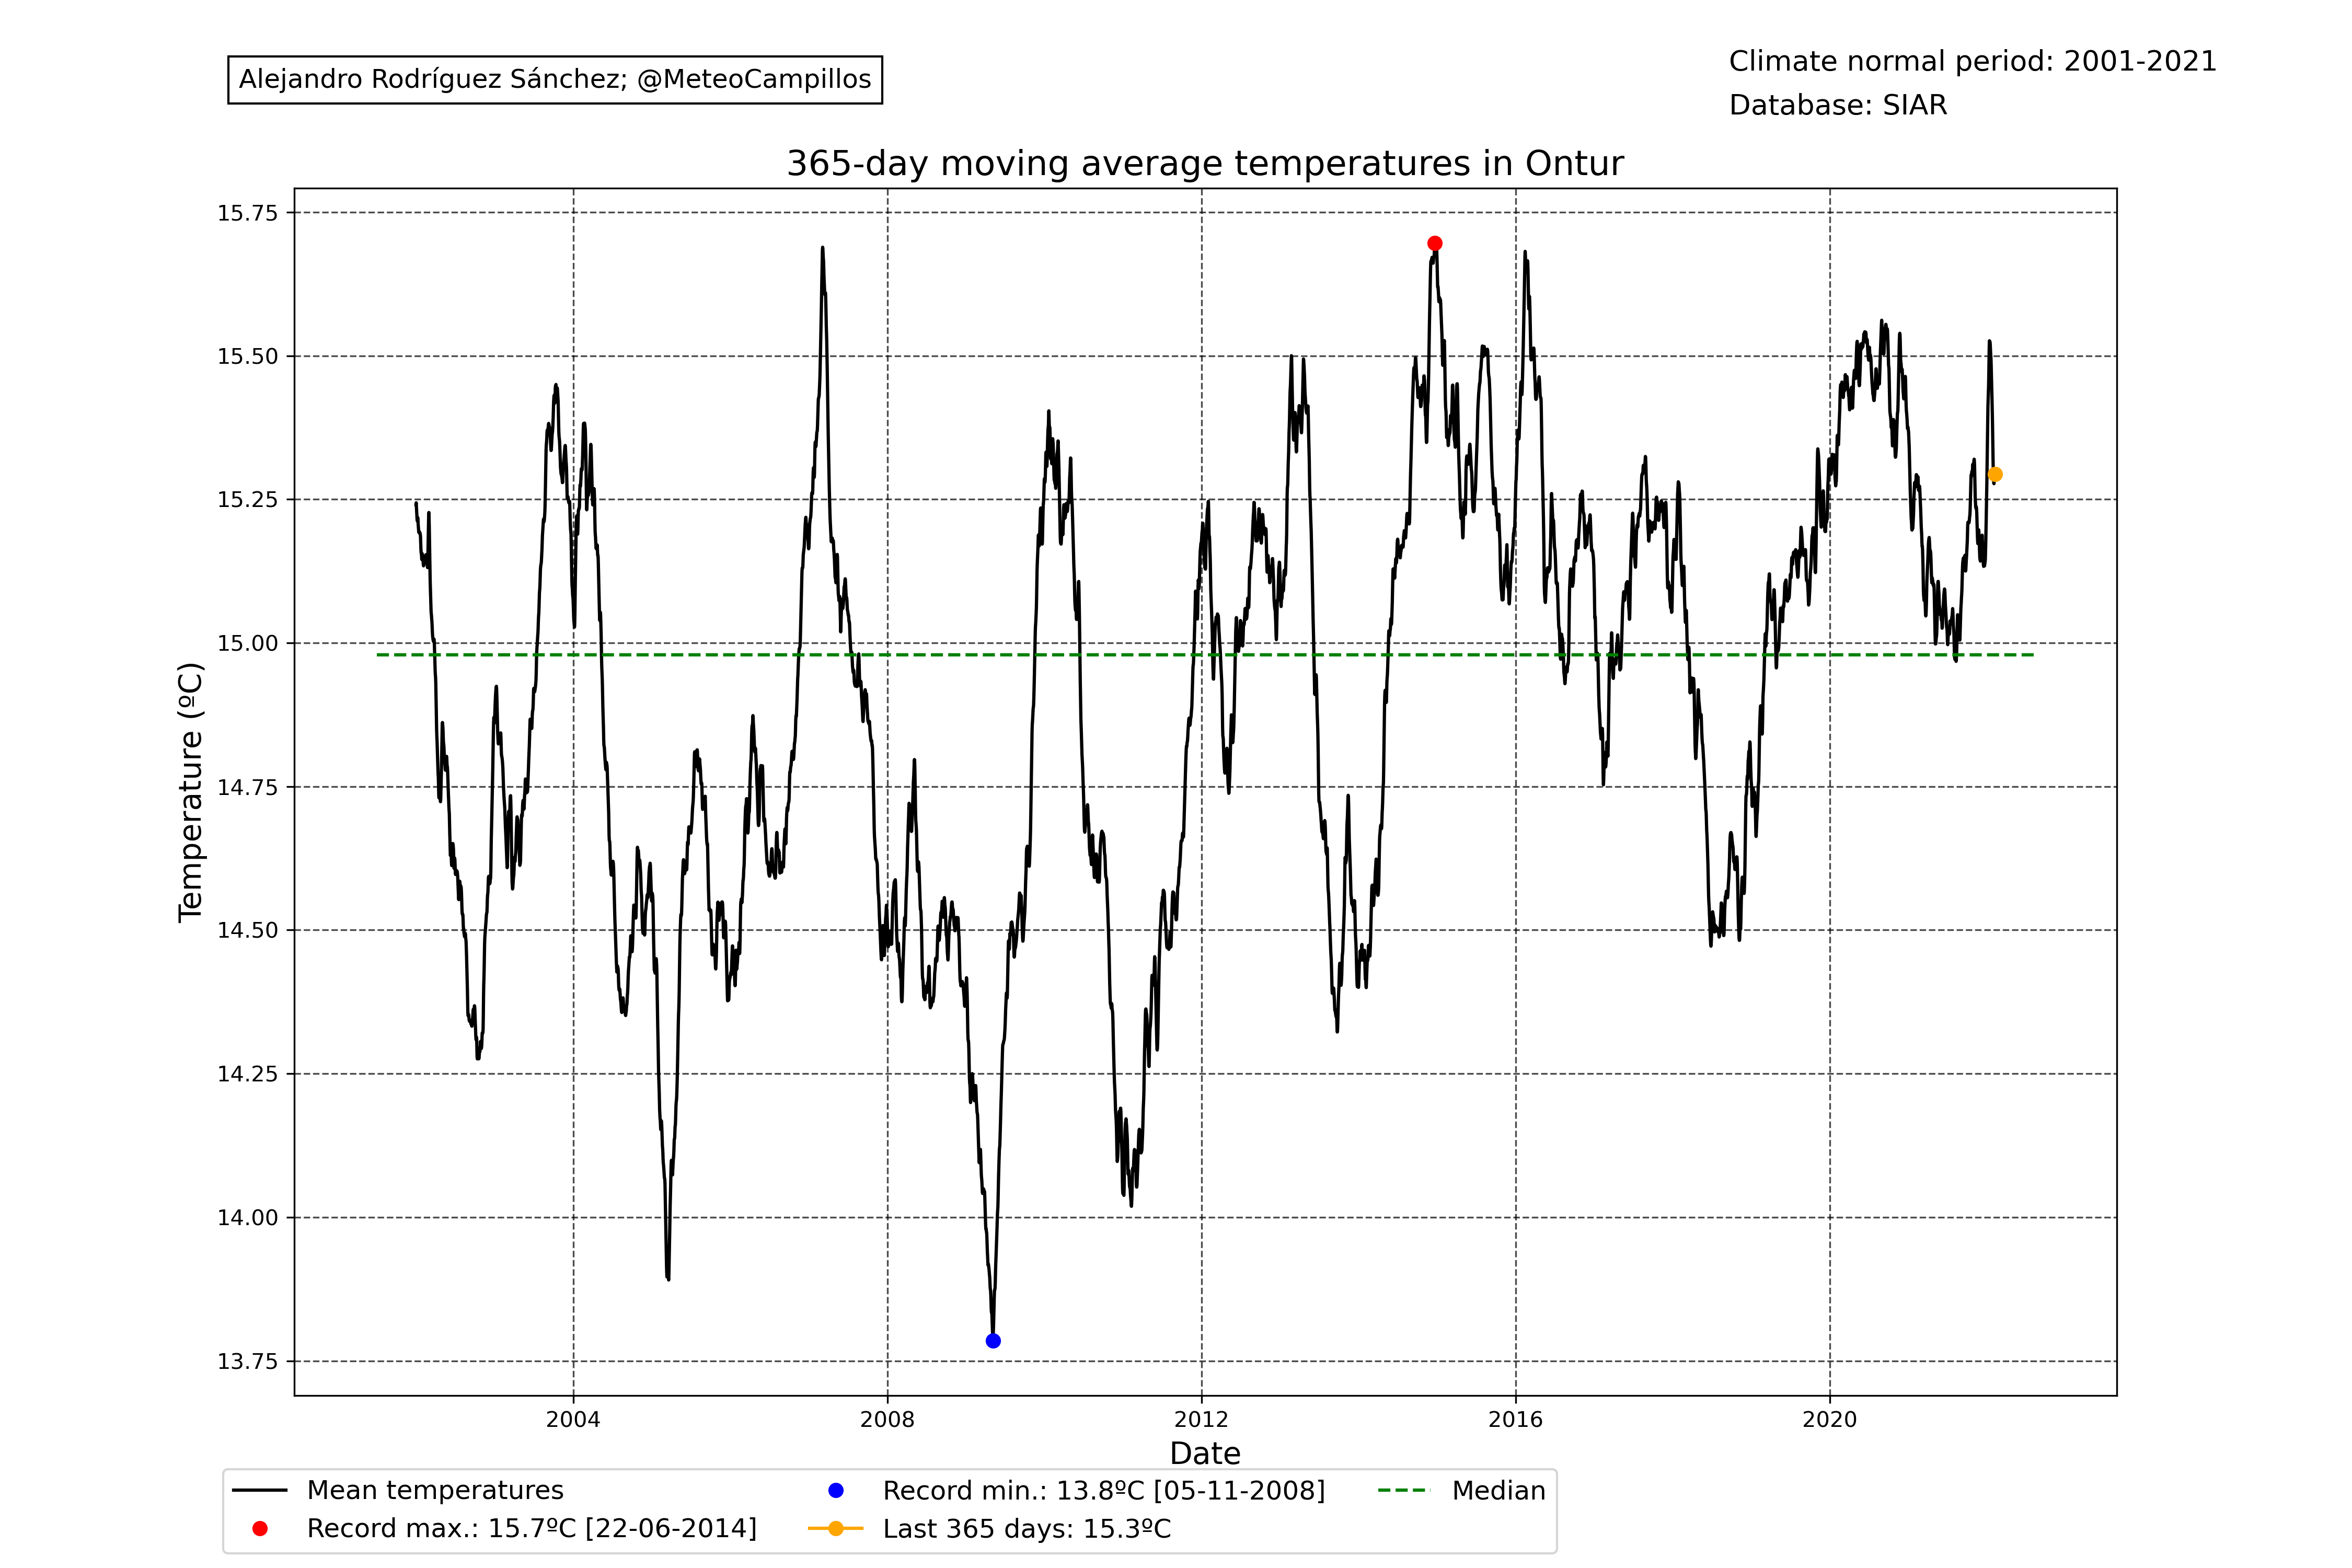 Alejandro Rodríguez Sánchez; @MeteoCampillos
Climate normal period: 2001-2021
Database: SIAR
365-day moving average temperatures in Ontur
15.75
15.50
15.25
15.00
14.75
14.50
14.25
14.00
13.75
Temperature (ºC)
2004 2008 2012 2016 2020
Date
Mean temperatures
Record max.: 15.7ºC [22-06-2014]
Record min.: 13.8ºC [05-11-2008]
Last 365 days: 15.3ºC
Median